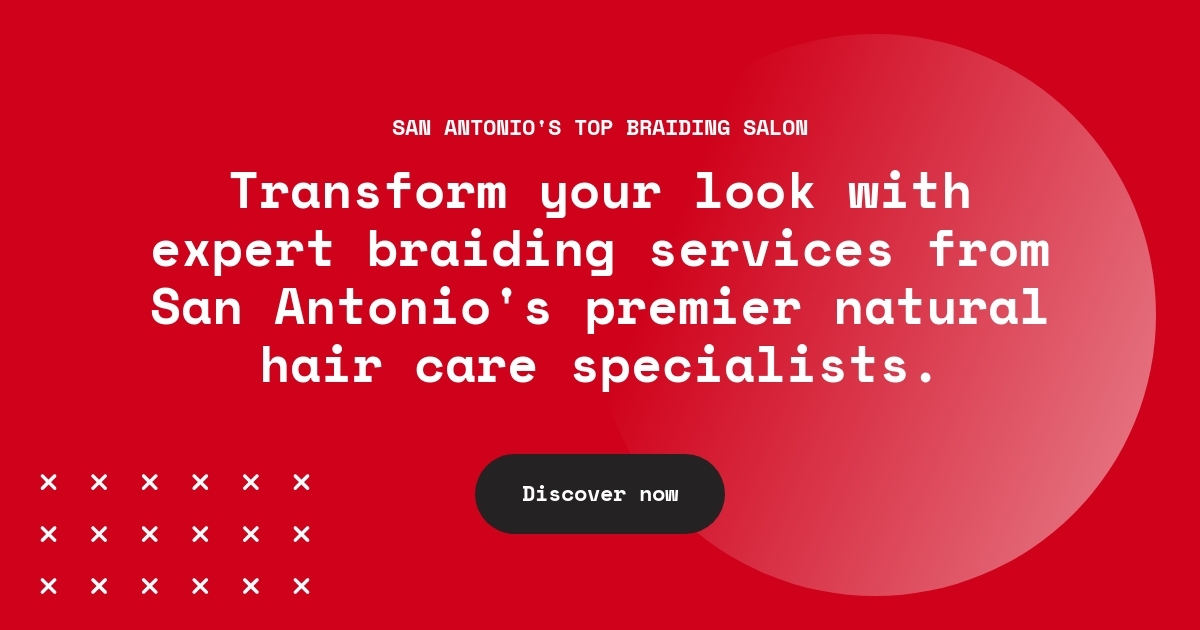 SAN ANTONIO'S TOP BRAIDING SALON
Transform your look with
expert braiding services from
San Antonio's premier natural
hair care specialists.
Discover now